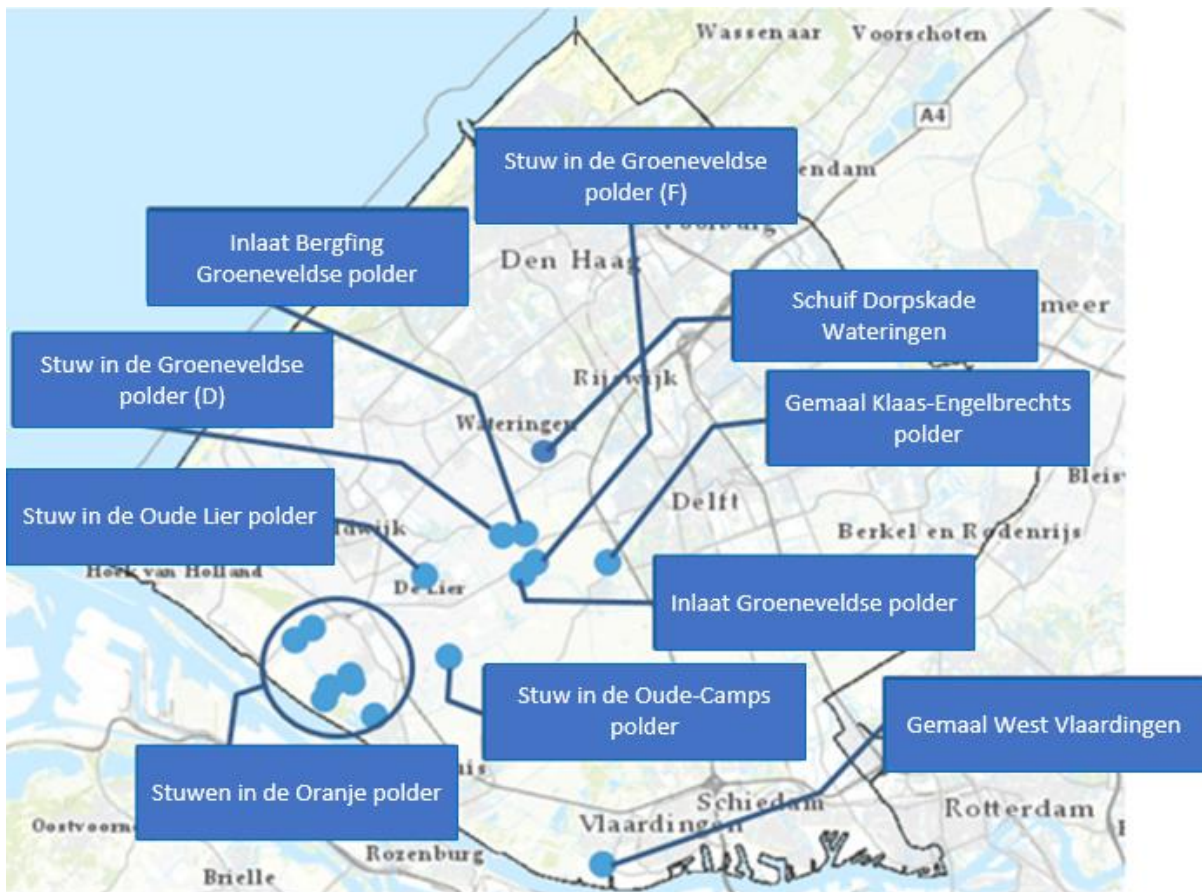 Wassenaar
Voorschoten
A4
Stuw in de Groeneveldse
polder (F)
endam
Inlaat Bergfing
Groeneveldse polder
Den Haag
Schuif Dorpskade
Wateringen
meer
Stuw in de Groeneveldse
polder (D)
Rijswijk
Gemaal Klaas-Engelbrechts
polder
Wateringen
Bleis
Delft
Stuw in de Oude Lier polder
ldwijk
Berkel en Rodenrijs
Hoek van Holland
De Lier
Inlaat Groeneveldse polder
Stuw in de Oude-Camps
polder
Gemaal West Vlaardingen
Stuwen in de Oranje polder
uis
Schiedam
Rotterdam
Vlaardingen
Oostvoorn
Rozenburg
Brielle